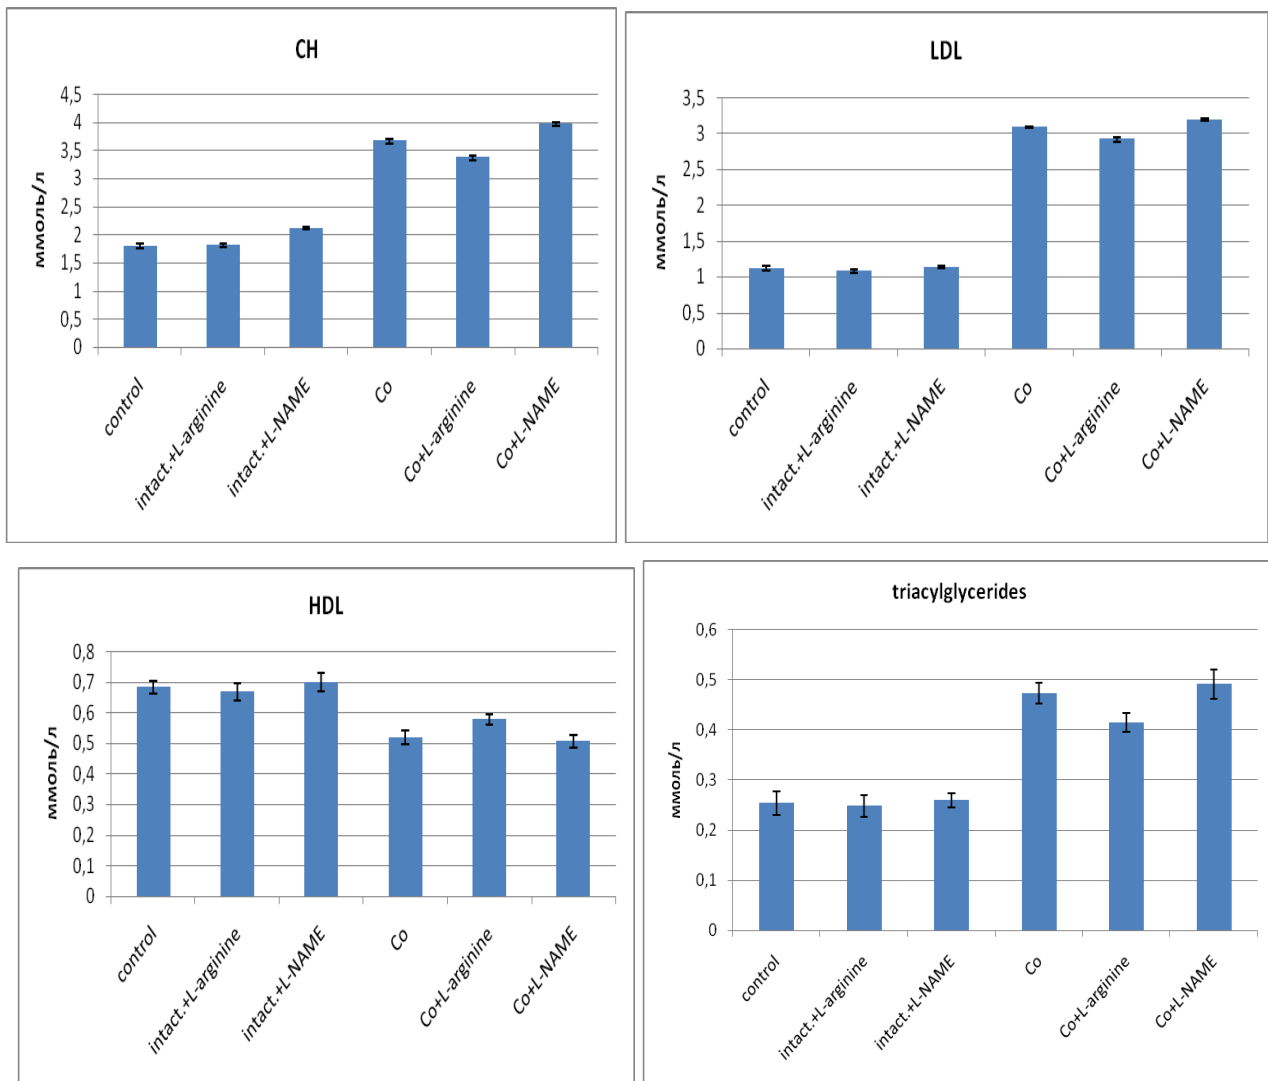 CH
4,5
4
3,5
3
2,5
2
1,5
1
0,5
0
ммоль/л
control
intact.+L-arginine
intact.+L-NAME
Co
Co+L-arginine
Co+L-NAME
LDL
3,5
3
2,5
2
1,5
1
0,5
0
ммоль/л
control
intact.+L-arginine
intact.+L-NAME
Co
Co+L-arginine
Co+L-NAME
HDL
0,8
0,7
0,6
0,5
0,4
0,3
0,2
0,1
0
ммоль/л
control
intact.+L-arginine
intact.+L-NAME
Co
Co+L-arginine
Co+L-NAME
triacylglycerides
0,6
0,5
0,4
0,3
0,2
0,1
0
ммоль/л
control
intact.+L-arginine
intact.+L-NAME
Co
Co+L-arginine
Co+L-NAME